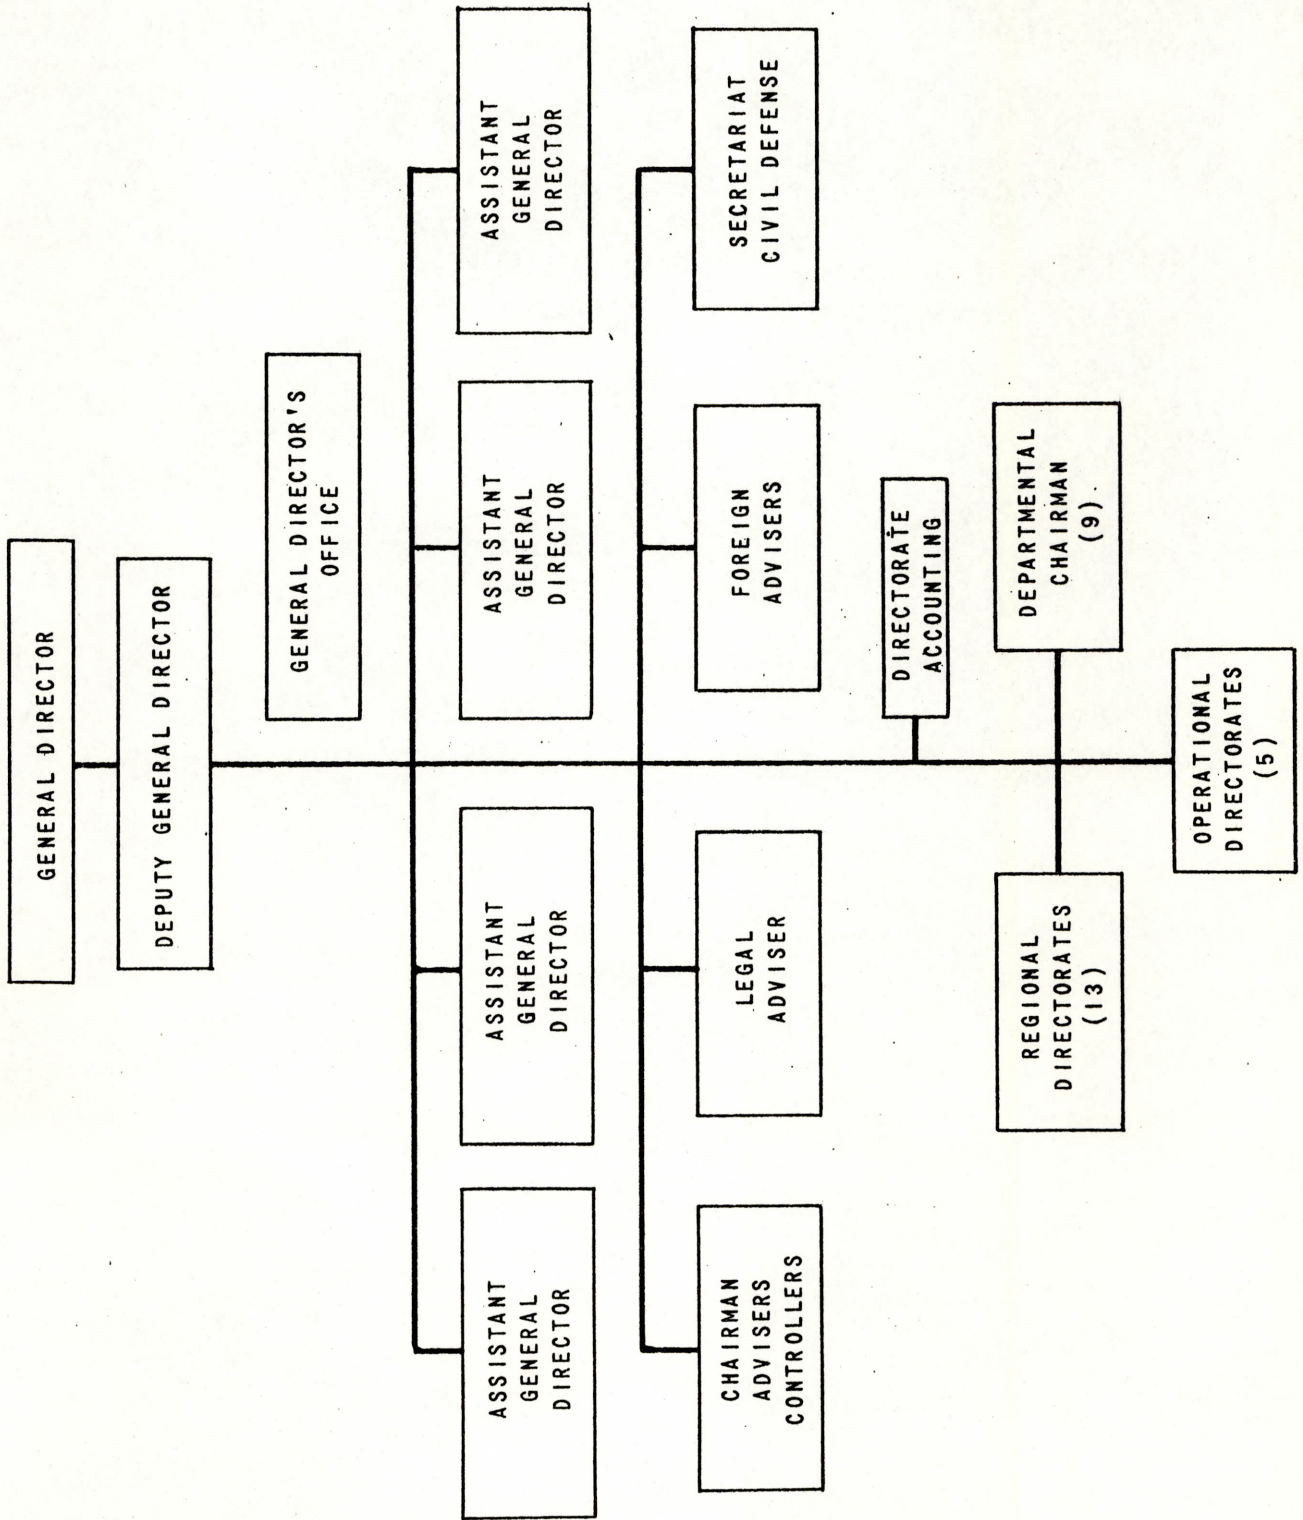 GENERAL DIRECTOR
DEPUTY GENERAL DIRECTOR
GENERAL DIRECTOR'S
OFFICE
ASSISTANT
GENERAL
DIRECTOR
ASSISTANT
GENERAL
DIRECTOR
ASSISTANT
GENERAL
DIRECTOR
ASSISTANT
GENERAL
DIRECTOR
CHAIRMAN
ADVISERS
CONTROLLERS
LEGAL
ADVISER
FOREIGN
ADVISERS
SECRETARIAT
CIVIL DEFENSE
DIRECTORATE
ACCOUNTING
REGIONAL
DIRECTORATES
(13)
DEPARTMENTAL
CHAIRMAN
(9)
OPERATIONAL
DIRECTORATES
(5)